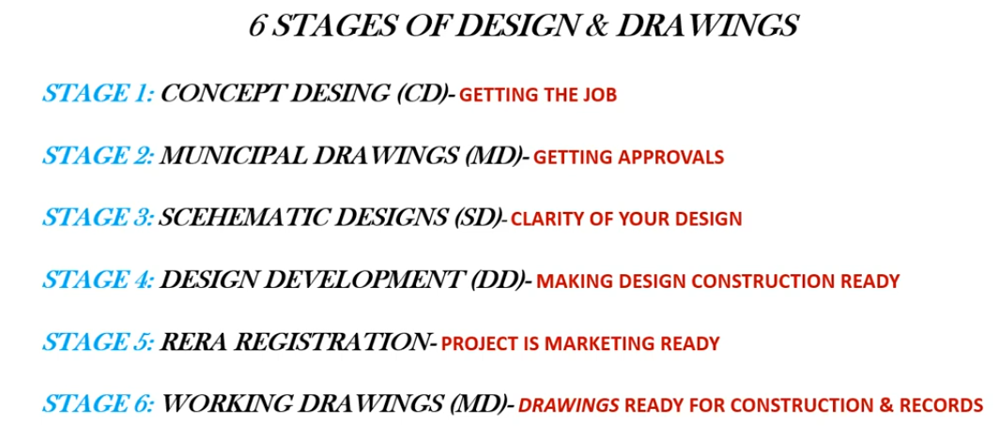 6 STAGES OF DESIGN & DRAWINGS
STAGE 1: CONCEPT DESING (CD)- GETTING THE JOB
STAGE 2: MUNICIPAL DRAWINGS (MD)- GETTING APPROVALS
STAGE 3: SCEHEMATIC DESIGNS (SD)- CLARITY OF YOUR DESIGN
STAGE 4: DESIGN DEVELOPMENT (DD)- MAKING DESIGN CONSTRUCTION READY
STAGE 5: RERA REGISTRATION- PROJECT IS MARKETING READY
STAGE 6: WORKING DRAWINGS (MD)- DRAWINGS READY FOR CONSTRUCTION & RECORDS